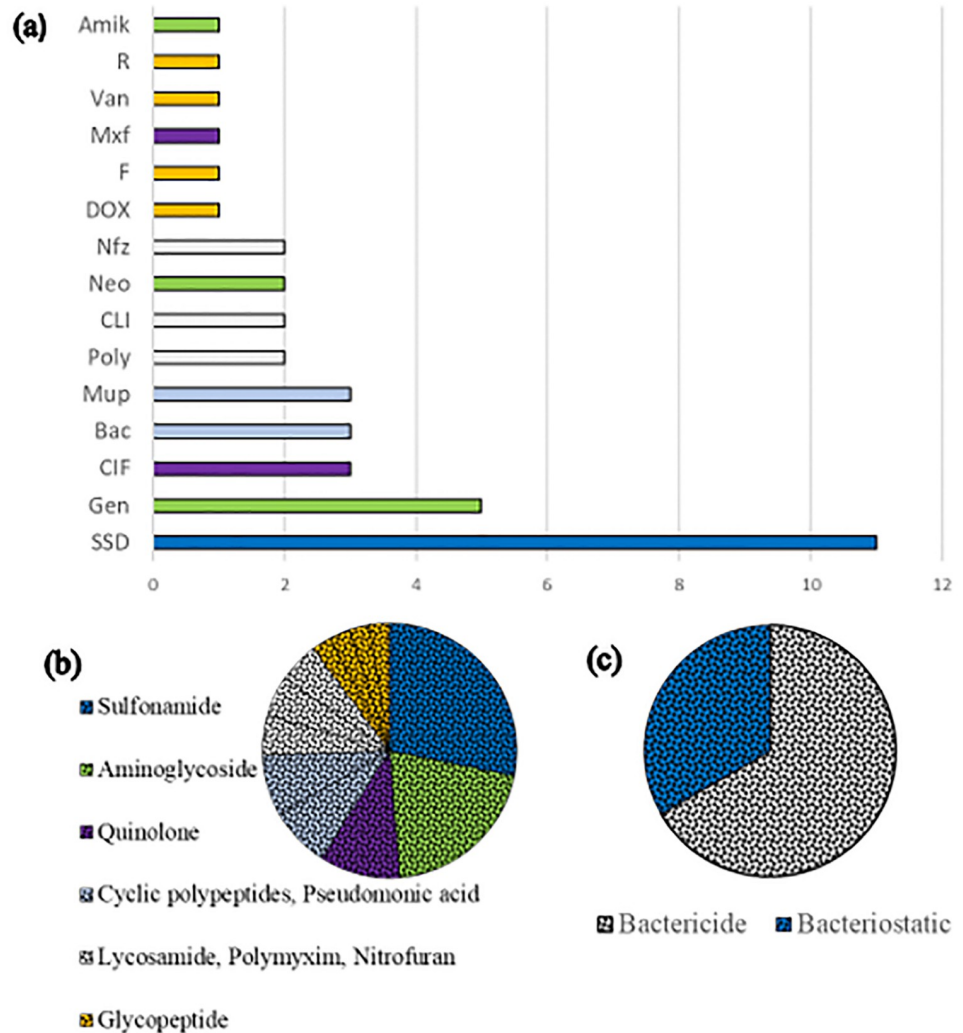 (a)
Amik
R
Van
Mxf
F
DOX
Nfz
Neo
CLI
Poly
Mup
Bac
CIF
Gen
SSD
0 2 4 6 8 10 12
(b)
Sulfonamide
Aminoglycoside
Quinolone
Cyclic polypeptides, Pseudomonic acid
Lycosamide, Polymyxim, Nitrofuran
Glycopeptide
(c)
Bactericide Bacteriostatic